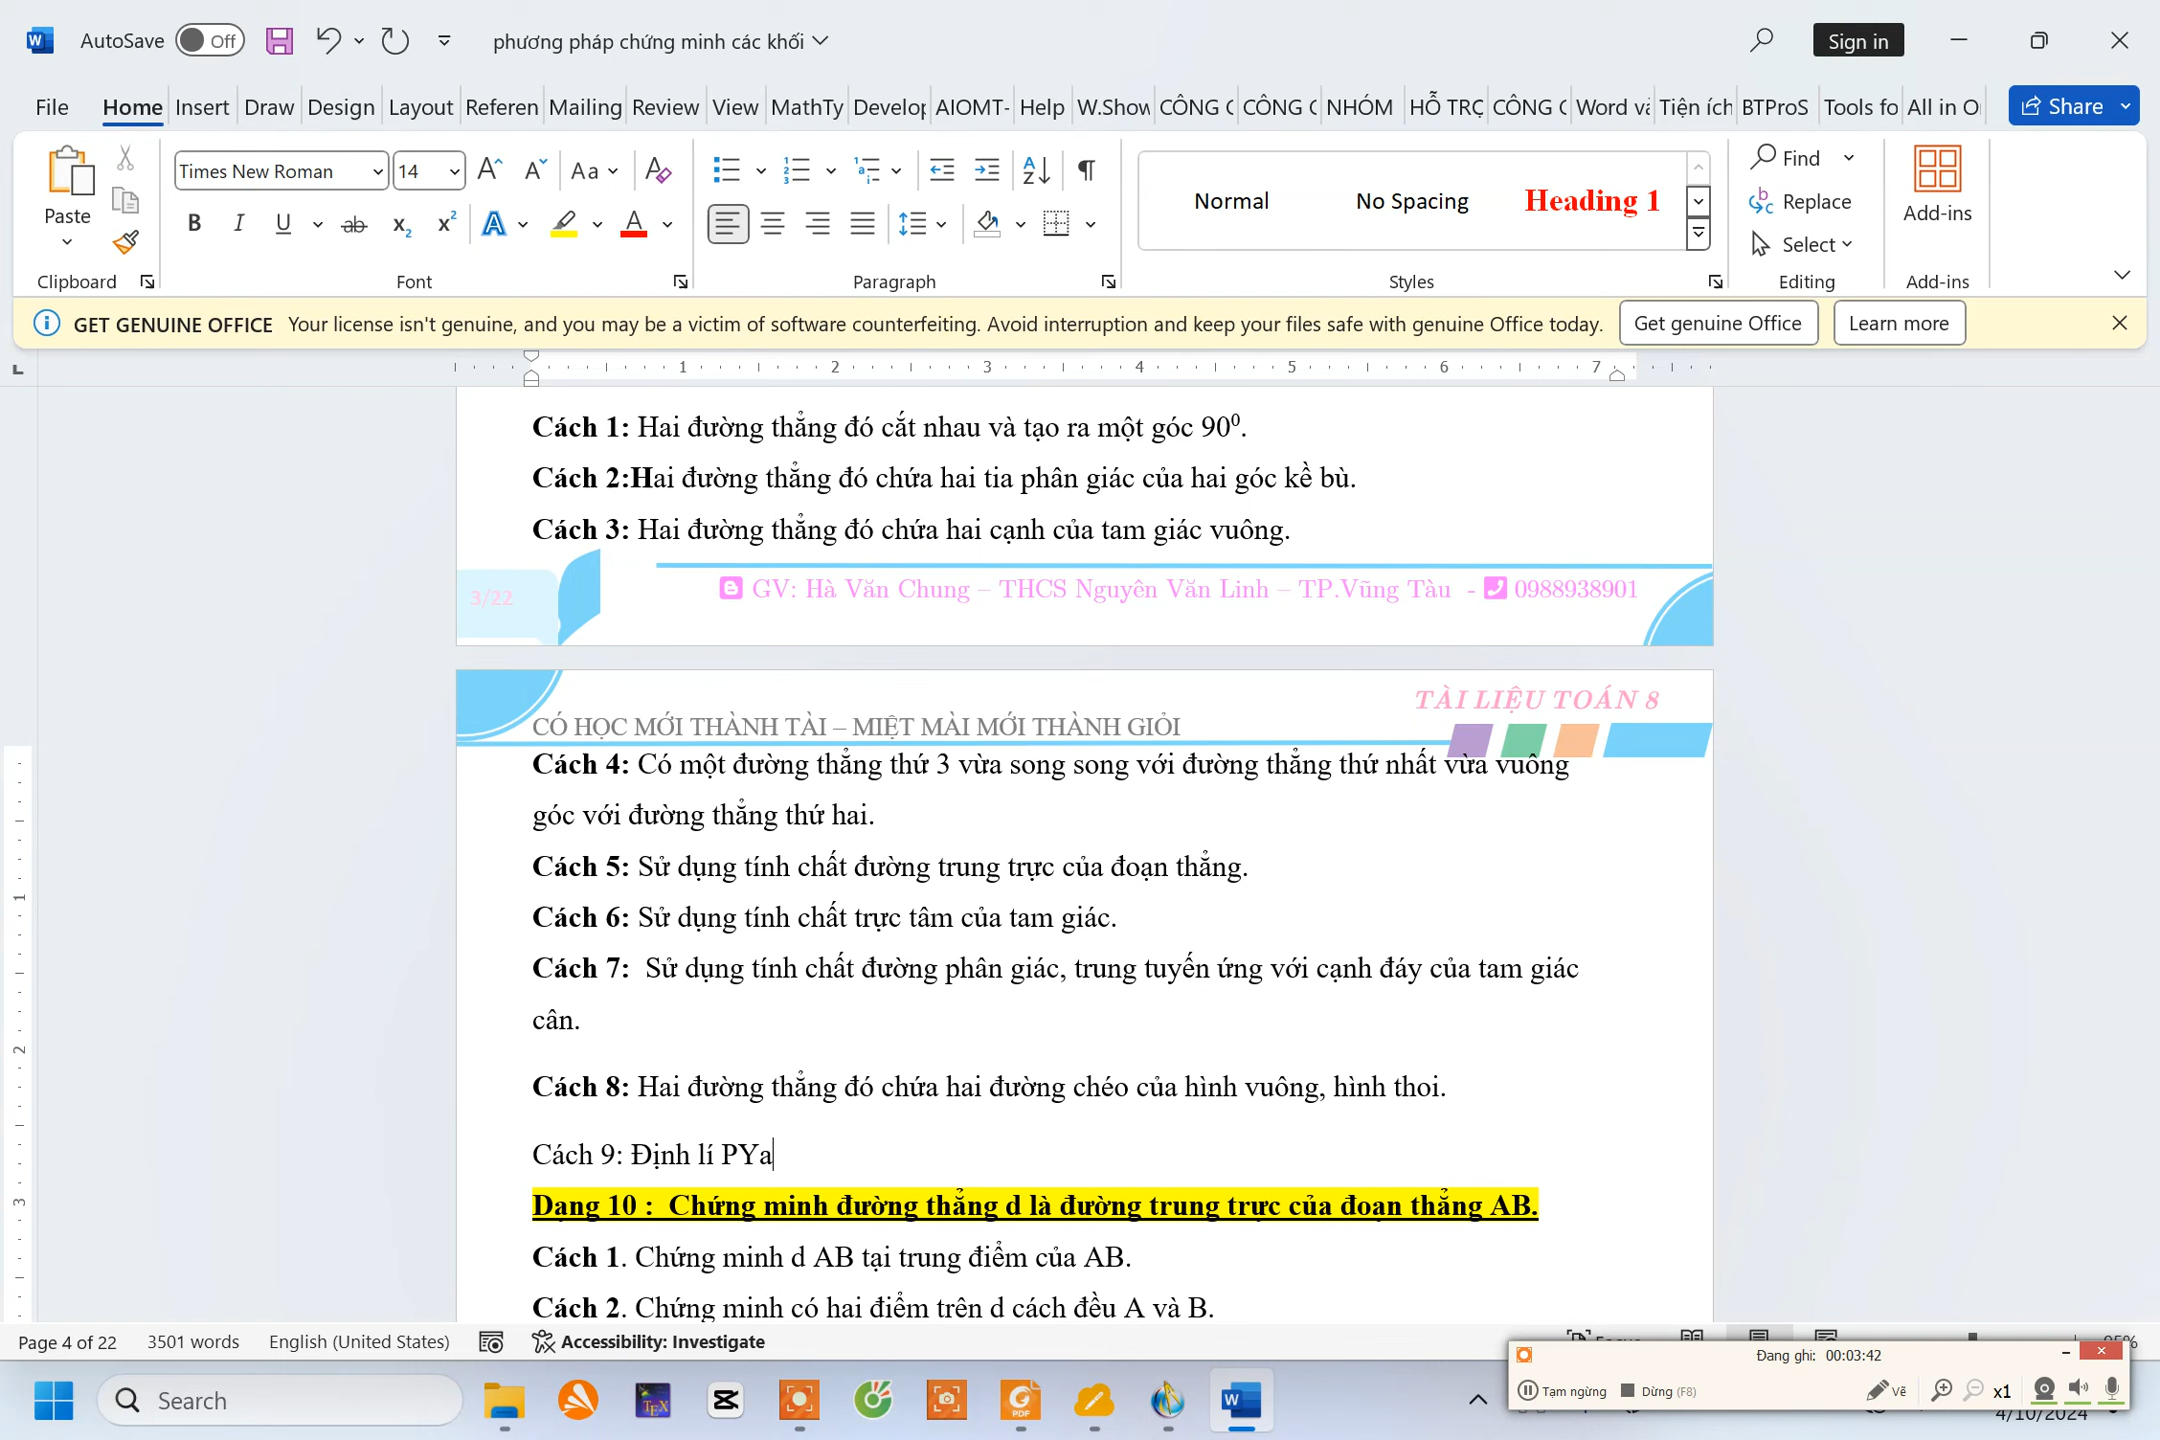 AutoSave Off phương pháp chứng minh các khối Sign in
File Home Insert Draw Design Layout Referen Mailing Review View MathTy Develop AIOMT- Help W.Show CÔNG C CÔNG C NHÓM HỖ TRỢ CÔNG C Word và Tiện ích BTProS Tools fo All in O Share
Paste Times New Roman 14 Aa Normal No Spacing Heading 1 Find Replace Select Add-ins
Clipboard Font Paragraph Styles Editing Add-ins
GET GENUINE OFFICE Your license isn't genuine, and you may be a victim of software counterfeiting. Avoid interruption and keep your files safe with genuine Office today. Get genuine Office Learn more
1 2 3 4 5 6 7
Cách 1: Hai đường thẳng đó cắt nhau và tạo ra một góc 90⁰.
Cách 2:Hai đường thẳng đó chứa hai tia phân giác của hai góc kề bù.
Cách 3: Hai đường thẳng đó chứa hai cạnh của tam giác vuông.
3/22 GV: Hà Văn Chung – THCS Nguyên Văn Linh – TP.Vũng Tàu - 0988938901
TÀI LIỆU TOÁN 8
CÓ HỌC MỚI THÀNH TÀI – MIỆT MÀI MỚI THÀNH GIỎI
Cách 4: Có một đường thẳng thứ 3 vừa song song với đường thẳng thứ nhất vừa vuông
góc với đường thẳng thứ hai.
Cách 5: Sử dụng tính chất đường trung trực của đoạn thẳng.
Cách 6: Sử dụng tính chất trực tâm của tam giác.
Cách 7: Sử dụng tính chất đường phân giác, trung tuyến ứng với cạnh đáy của tam giác
cân.
Cách 8: Hai đường thẳng đó chứa hai đường chéo của hình vuông, hình thoi.
Cách 9: Định lí PYa
Dạng 10 : Chứng minh đường thẳng d là đường trung trực của đoạn thẳng AB.
Cách 1. Chứng minh d AB tại trung điểm của AB.
Cách 2. Chứng minh có hai điểm trên d cách đều A và B.
Page 4 of 22 3501 words English (United States) Accessibility: Investigate
Đang ghi: 00:03:42
Tạm ngừng Dừng (F8) Vẽ x1
Search
4/10/2024